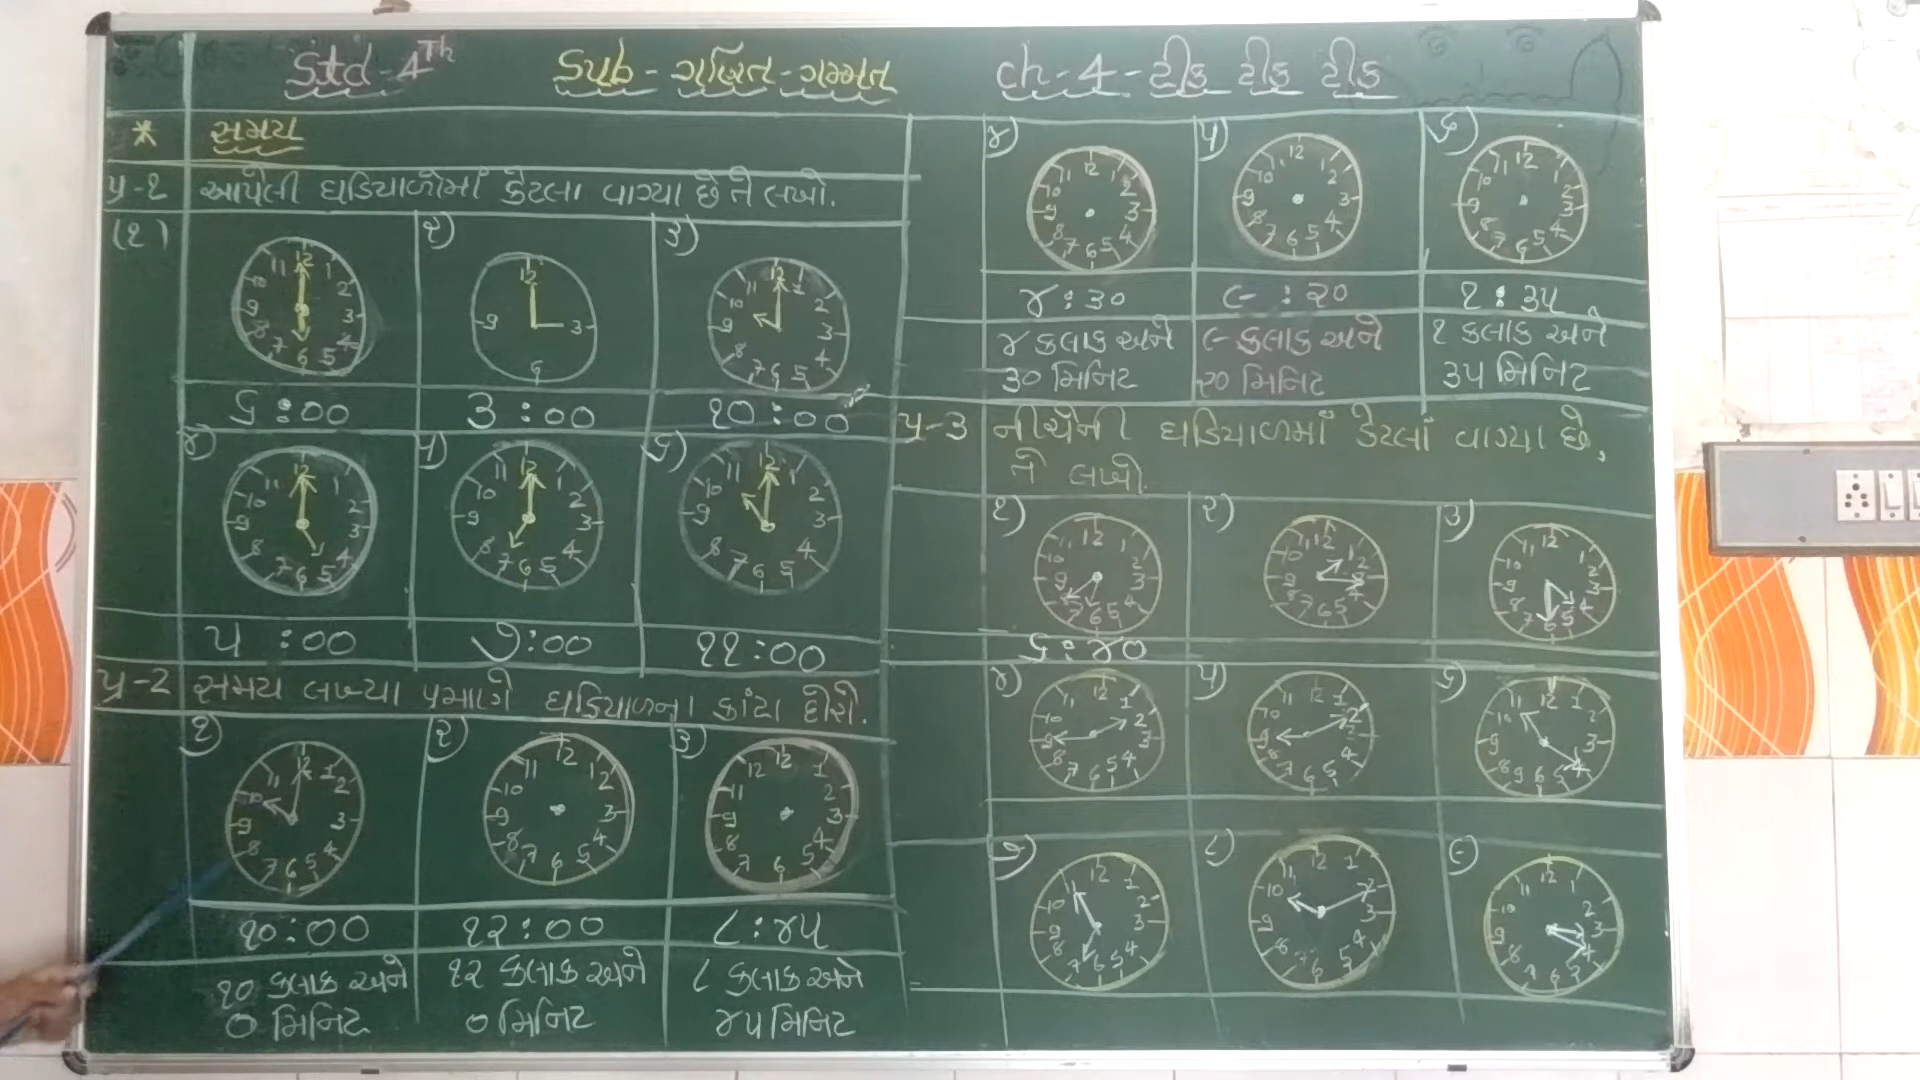 Std-4Th Sub-ગણિત-ગમ્મત ch-4-ટીક ટીક ટીક
* સમય
પ્ર-૧ આપેલી ઘડિયાળોમાં કેટલા વાગ્યા છે તે લખો.
(૧) ૨) ૩)
૬:૦૦ ૩:૦૦ ૧૦:૦૦
૪) ૫) ૬)
૫:૦૦ ૭:૦૦ ૧૧:૦૦
પ્ર-2 સમય લખ્યા પ્રમાણે ઘડિયાળના કાંટા દોરો.
૧) ૨) ૩)
૧૦:૦૦ ૧૨:૦૦ ૮:૪૫
૧૦ કલાક અને ૧૨ કલાક અને ૮ કલાક અને
૦ મિનિટ ૦ મિનિટ ૪૫ મિનિટ
૪) ૫) ૬)
૪:૩૦ ૯:૨૦ ૧:૩૫
૪ કલાક અને ૯ કલાક અને ૧ કલાક અને
૩૦ મિનિટ ૨૦ મિનિટ ૩૫ મિનિટ
પ્ર-૩ નીચેની ઘડિયાળમાં કેટલાં વાગ્યા છે,
તે લખો.
૧) ૨) ૩)
૬:૪૦
૪) ૫) ૬)
૭) ૮) ૯)